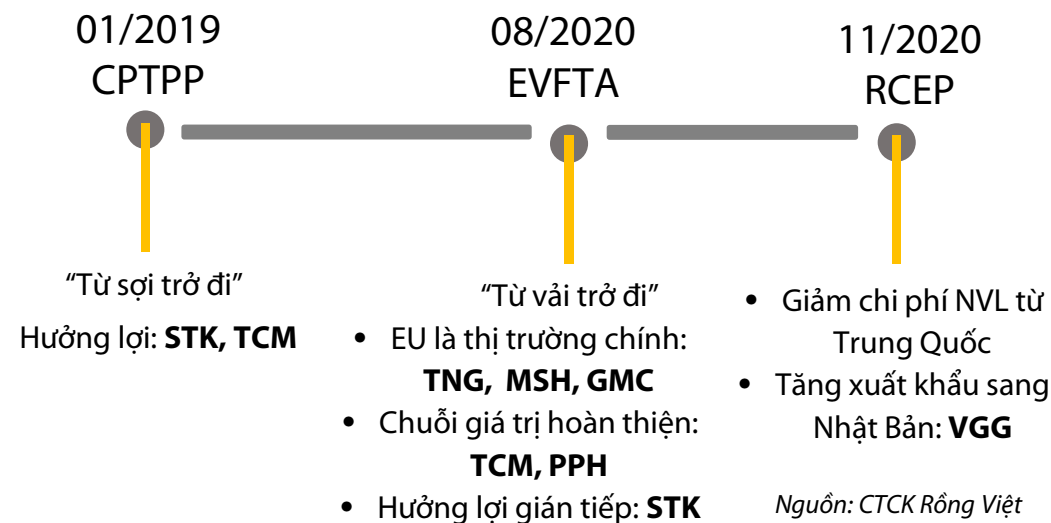 01/2019
CPTPP
“Từ sợi trở đi”
Hưởng lợi: STK, TCM
08/2020
EVFTA
“Từ vải trở đi”
• EU là thị trường chính:
TNG, MSH, GMC
• Chuỗi giá trị hoàn thiện:
TCM, PPH
• Hưởng lợi gián tiếp: STK
11/2020
RCEP
• Giảm chi phí NVL từ
Trung Quốc
• Tăng xuất khẩu sang
Nhật Bản: VGG
Nguồn: CTCK Rồng Việt